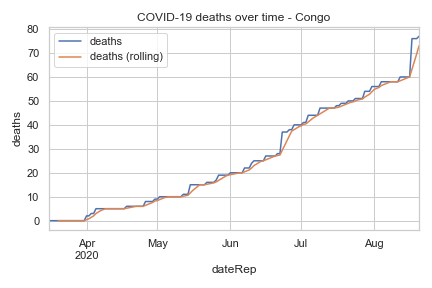 COVID-19 deaths over time - Congo
deaths
deaths (rolling)
deaths
80
70
60
50
40
30
20
10
0
Apr
2020
May
Jun
Jul
Aug
dateRep